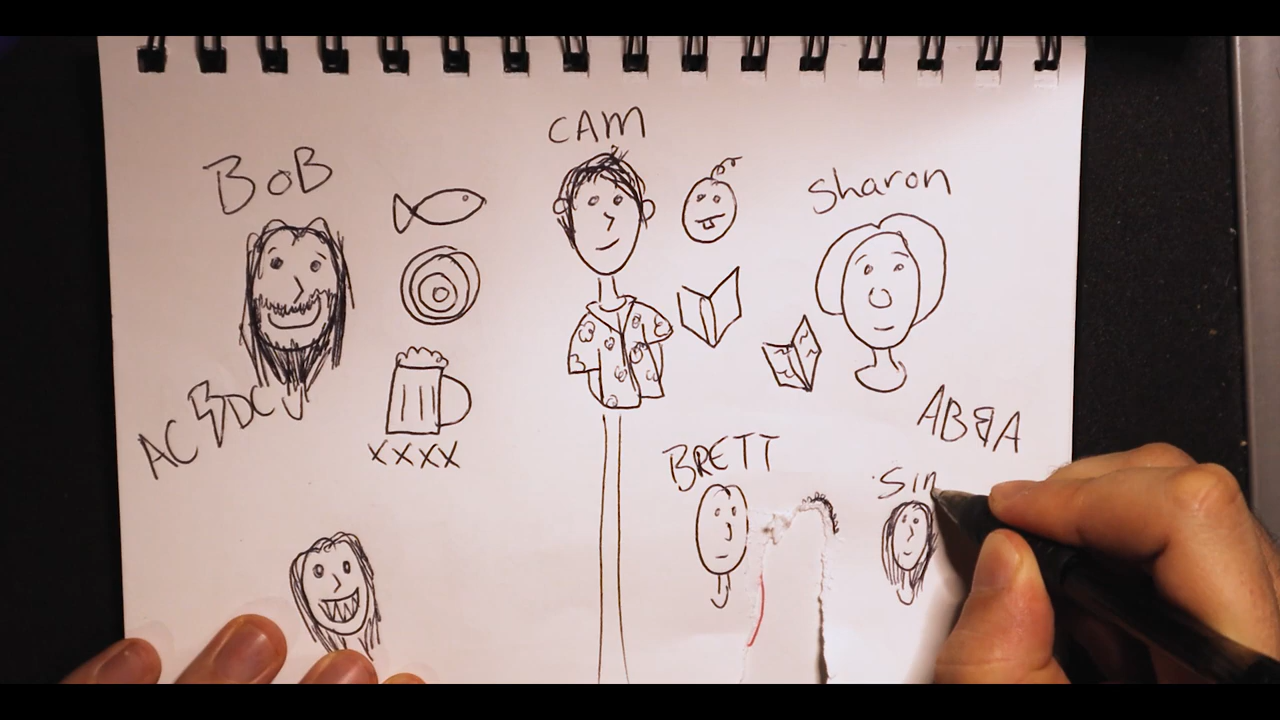 CAM
BoB
Sharon
AC⚡DC
ABBA
XXXX
BRETT
Sin